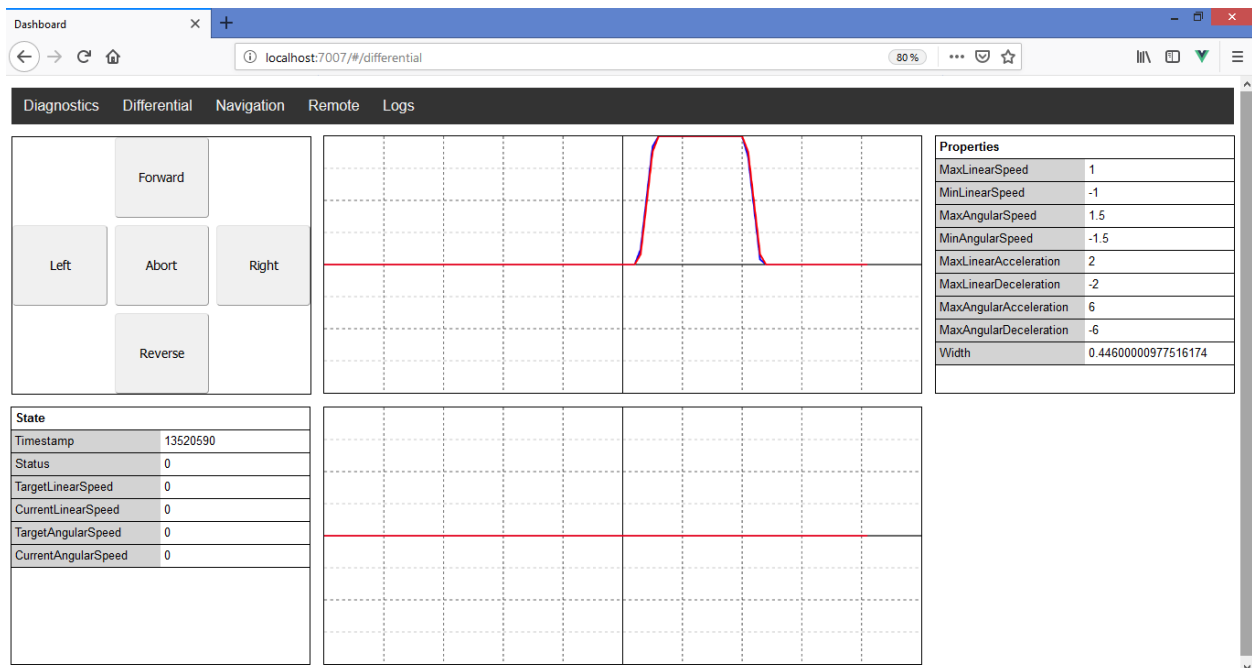 Dashboard
localhost:7007/#/differential
80 %
Diagnostics Differential Navigation Remote Logs
Forward
Left Abort Right
Reverse
Properties
MaxLinearSpeed 1
MinLinearSpeed -1
MaxAngularSpeed 1.5
MinAngularSpeed -1.5
MaxLinearAcceleration 2
MaxLinearDeceleration -2
MaxAngularAcceleration 6
MaxAngularDeceleration -6
Width 0.44600000977516174
State
Timestamp 13520590
Status 0
TargetLinearSpeed 0
CurrentLinearSpeed 0
TargetAngularSpeed 0
CurrentAngularSpeed 0